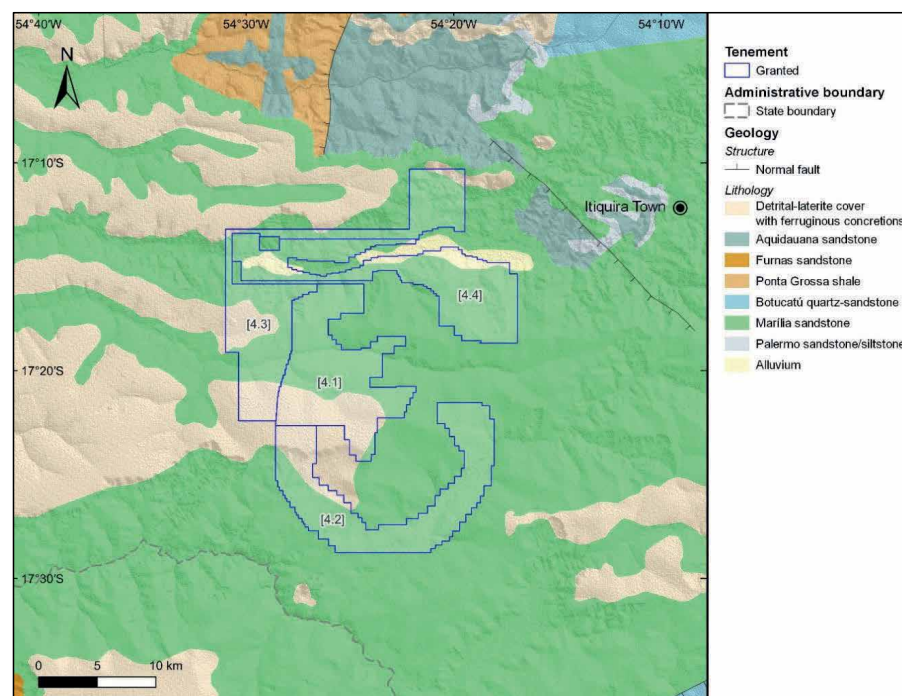 54°40'W
54°30'W
54°20'W
54°10'W
N
17°10'S
Itiquira Town
[4.4]
[4.3]
17°20'S
[4.1]
[4.2]
17°30'S
0 5 10 km
Tenement
Granted
Administrative boundary
State boundary
Geology
Structure
Normal fault
Lithology
Detrital-laterite cover
with ferruginous concretions
Aquidauana sandstone
Furnas sandstone
Ponta Grossa shale
Botucatú quartz-sandstone
Marília sandstone
Palermo sandstone/siltstone
Alluvium